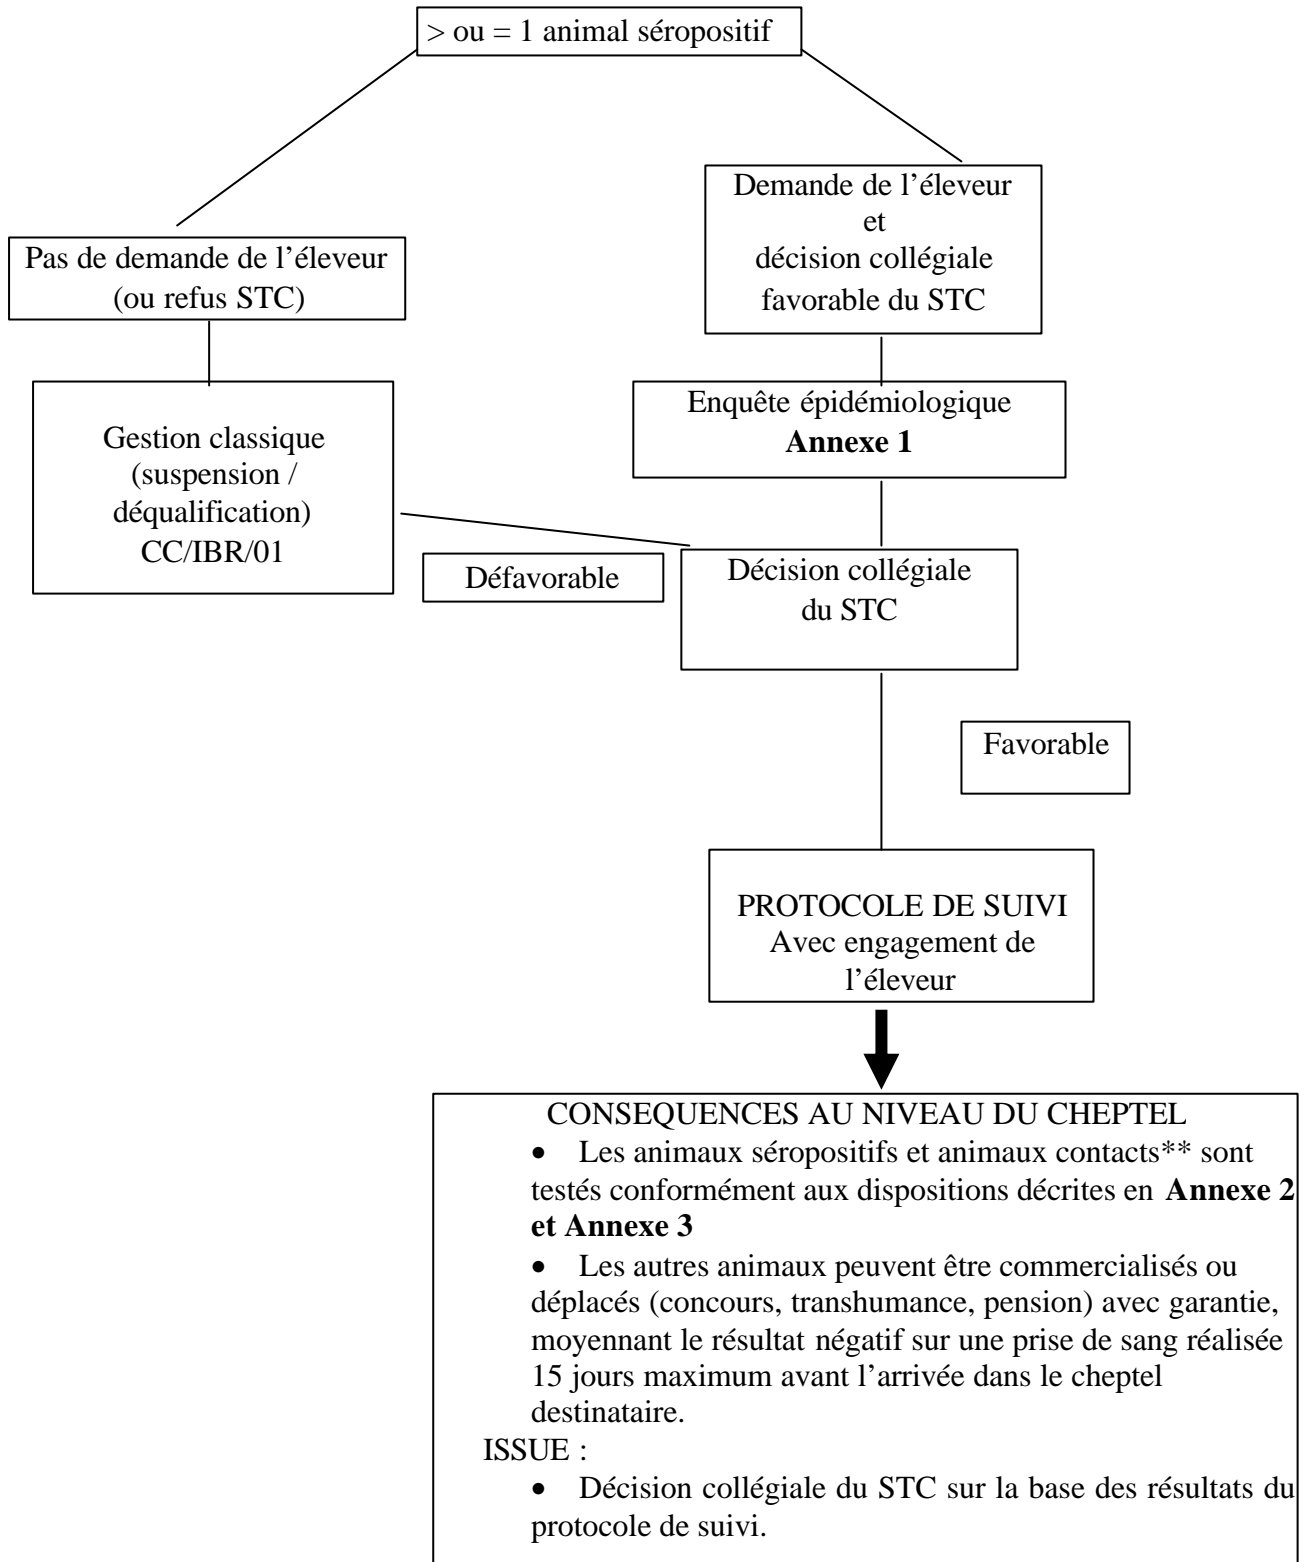 > ou = 1 animal séropositif
Demande de l’éleveur
et
décision collégiale
favorable du STC
Pas de demande de l’éleveur
(ou refus STC)
Enquête épidémiologique
Annexe 1
Gestion classique
(suspension /
déqualification)
CC/IBR/01
Défavorable
Décision collégiale
du STC
Favorable
PROTOCOLE DE SUIVI
Avec engagement de
l’éleveur
CONSEQUENCES AU NIVEAU DU CHEPTEL
• Les animaux séropositifs et animaux contacts** sont
testés conformément aux dispositions décrites en Annexe 2
et Annexe 3
• Les autres animaux peuvent être commercialisés ou
déplacés (concours, transhumance, pension) avec garantie,
moyennant le résultat négatif sur une prise de sang réalisée
15 jours maximum avant l’arrivée dans le cheptel
destinataire.
ISSUE :
• Décision collégiale du STC sur la base des résultats du
protocole de suivi.